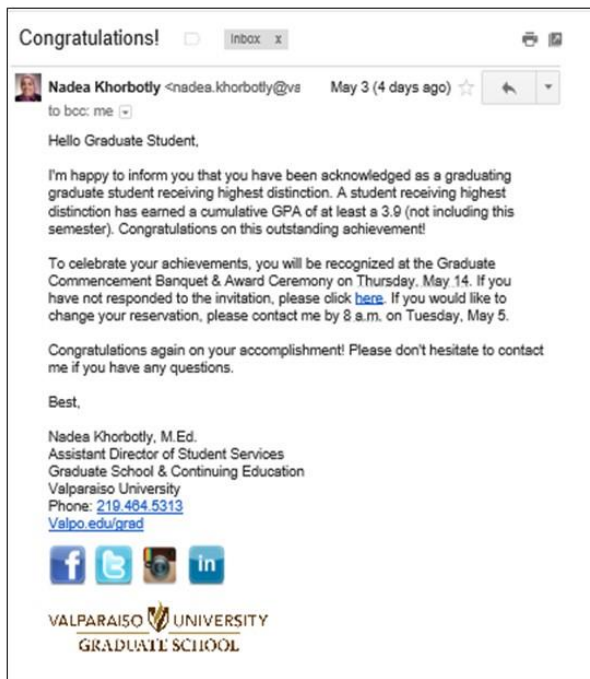 Congratulations!
Inbox x
Nadea Khorbotly <nadea.khorbotly@va
May 3 (4 days ago)
to bcc: me
Hello Graduate Student,
I'm happy to inform you that you have been acknowledged as a graduating
graduate student receiving highest distinction. A student receiving highest
distinction has earned a cumulative GPA of at least a 3.9 (not including this
semester). Congratulations on this outstanding achievement!
To celebrate your achievements, you will be recognized at the Graduate
Commencement Banquet & Award Ceremony on Thursday, May 14. If you
have not responded to the invitation, please click here. If you would like to
change your reservation, please contact me by 8 a.m. on Tuesday, May 5.
Congratulations again on your accomplishment! Please don't hesitate to contact
me if you have any questions.
Best,
Nadea Khorbotly, M.Ed.
Assistant Director of Student Services
Graduate School & Continuing Education
Valparaiso University
Phone: 219.464.5313
Valpo.edu/grad
f in
VALPARAISO V UNIVERSITY
GRADUATE SCHOOL